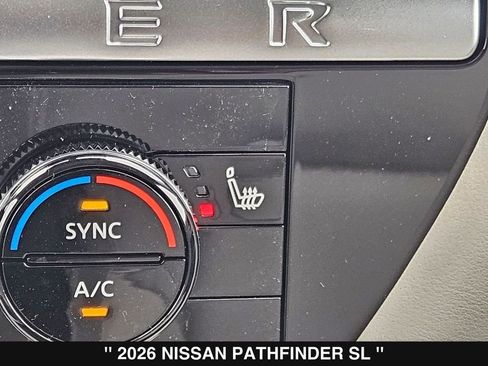 E R
SYNC
A/C
" 2026 NISSAN PATHFINDER SL "